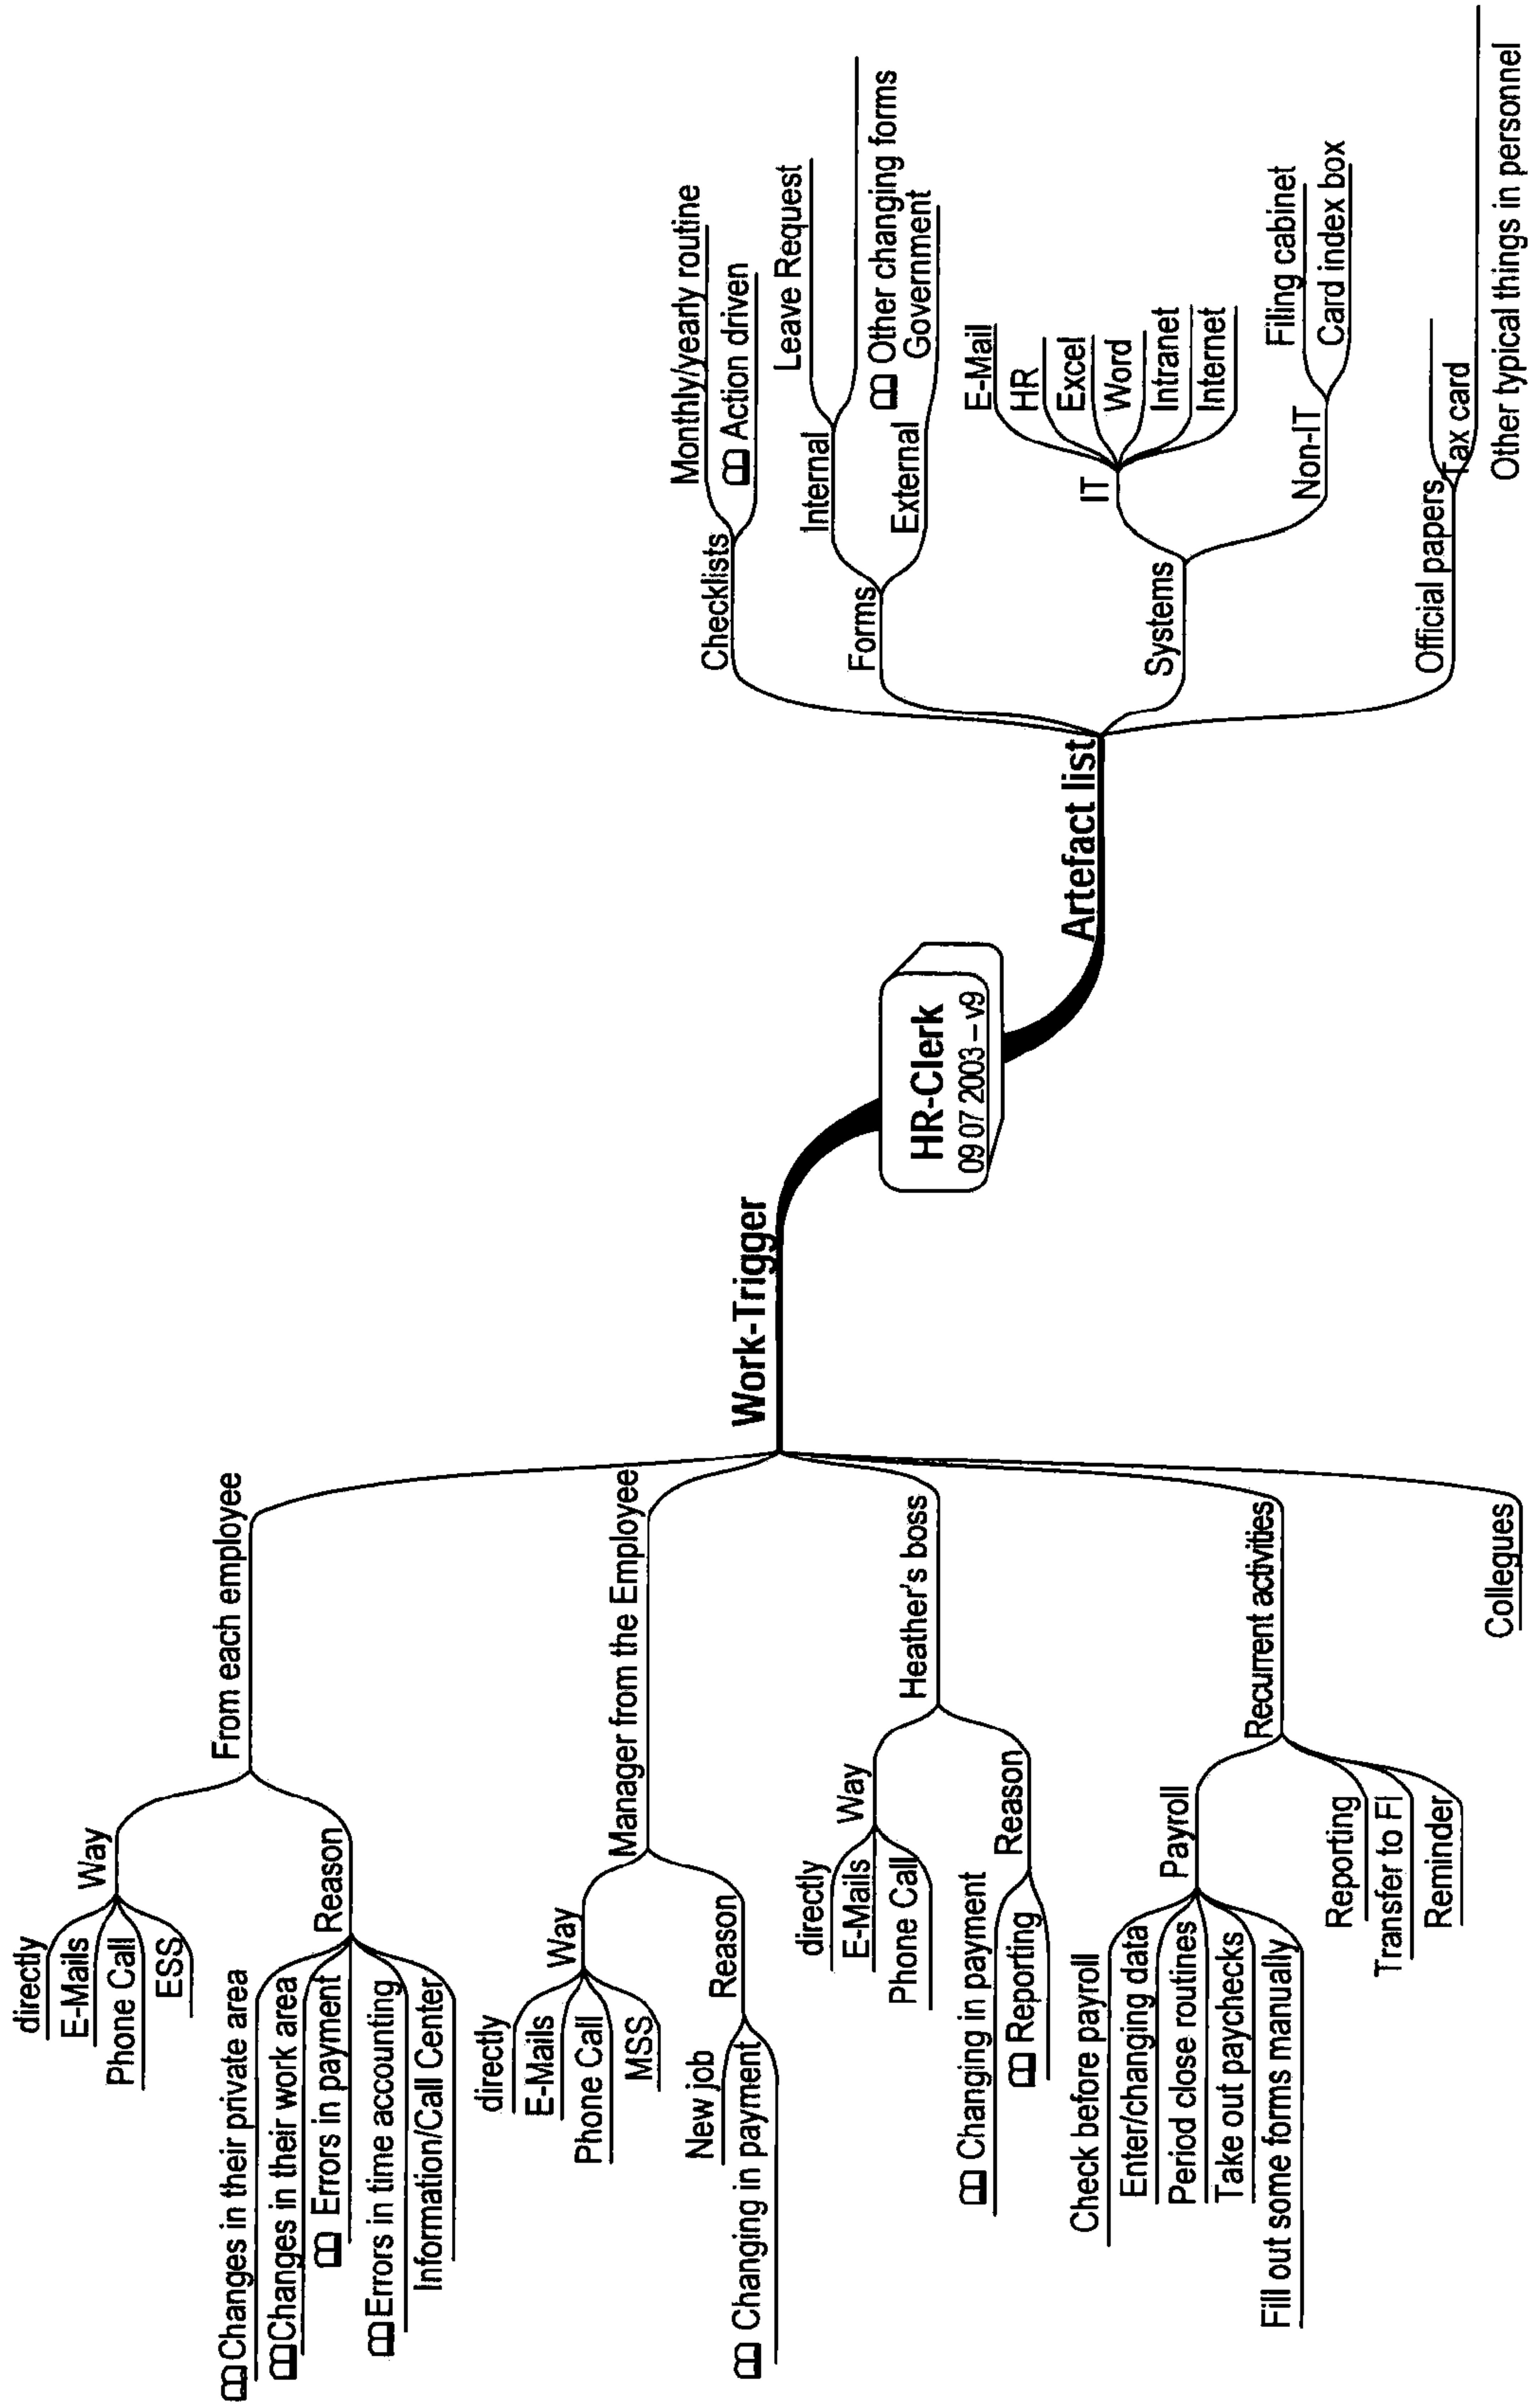 From each employee
Way
directly
E-Mails
Phone Call
ESS
Reason
Changes in their private area
Changes in their work area
Errors in payment
Errors in time accounting
Information/Call Center
Manager from the Employee
Way
directly
E-Mails
Phone Call
MSS
Reason
New job
Changing in payment
Heather's boss
Way
directly
E-Mails
Phone Call
Reason
Changing in payment
Reporting
Recurrent activities
Payroll
Check before payroll
Enter/changing data
Period close routines
Take out paychecks
Fill out some forms manually
Reporting
Transfer to FI
Reminder
Collegues
Work-Trigger
HR-Clerk
09 07 2003 – v9
Artefact list
Checklists
Monthly/yearly routine
Action driven
Forms
Internal
Leave Request
Other changing forms
External
Government
Systems
IT
E-Mail
HR
Excel
Word
Intranet
Internet
Non-IT
Filling cabinet
Card index box
Official papers
Tax card
Other typical things in personnel